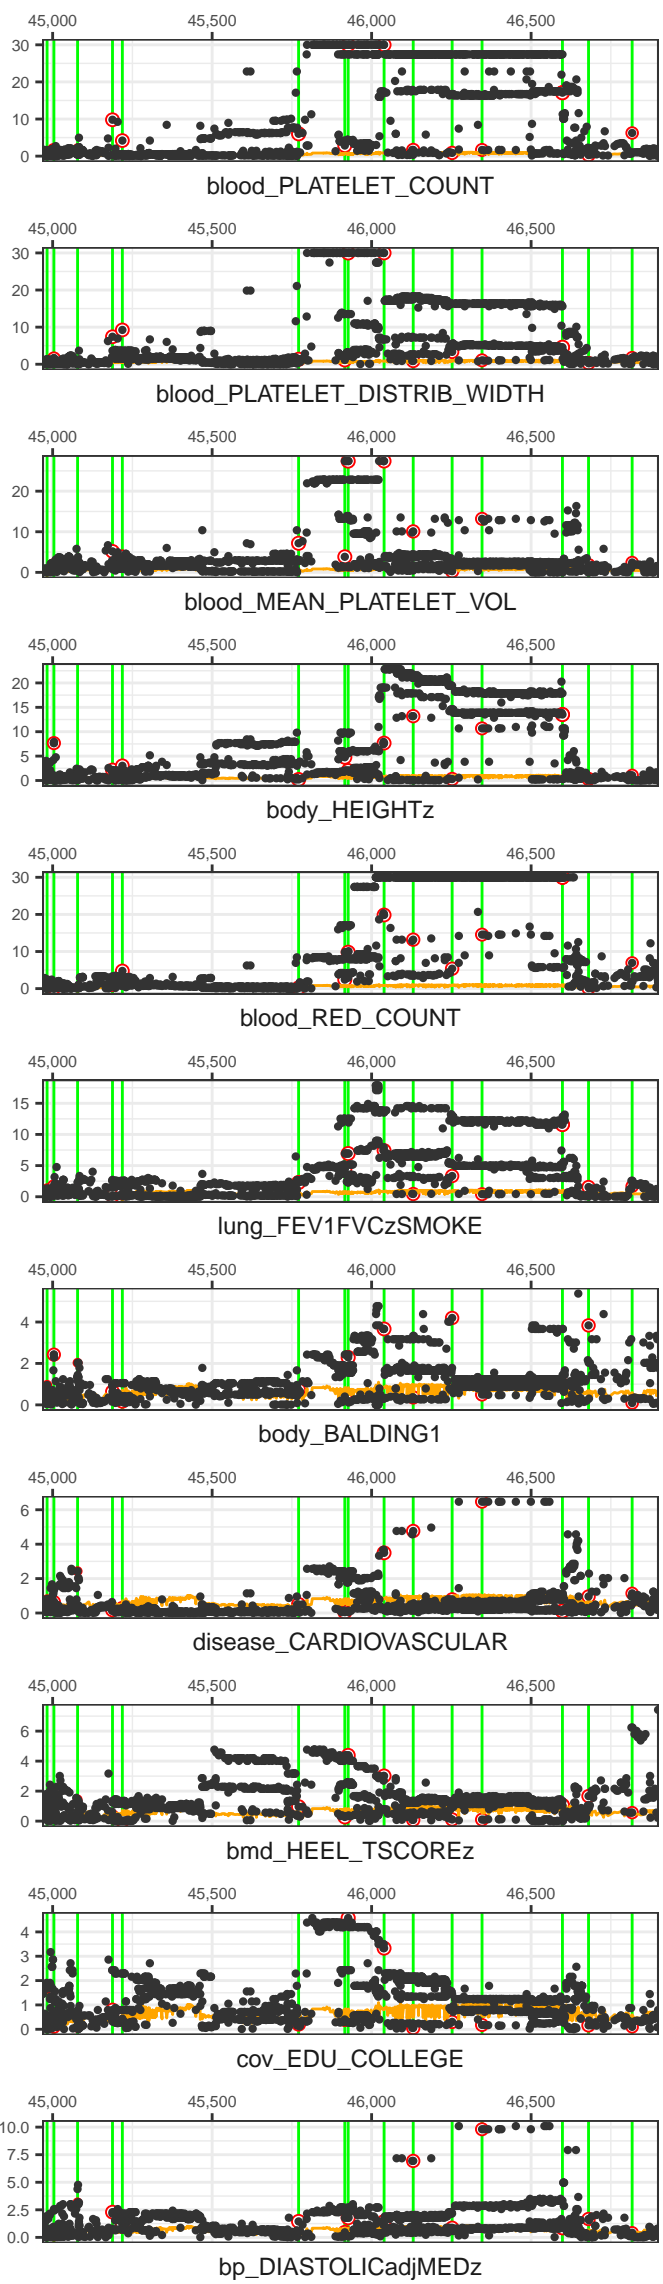 45,000 45,500 46,000 46,500
30
20
10
0
blood_PLATELET_COUNT
45,000 45,500 46,000 46,500
30
20
10
0
blood_PLATELET_DISTRIB_WIDTH
45,000 45,500 46,000 46,500
20
10
0
blood_MEAN_PLATELET_VOL
45,000 45,500 46,000 46,500
20
15
10
5
0
body_HEIGHTz
45,000 45,500 46,000 46,500
30
20
10
0
blood_RED_COUNT
45,000 45,500 46,000 46,500
15
10
5
0
lung_FEV1FVCzSMOKE
45,000 45,500 46,000 46,500
4
2
0
body_BALDING1
45,000 45,500 46,000 46,500
6
4
2
0
disease_CARDIOVASCULAR
45,000 45,500 46,000 46,500
6
4
2
0
bmd_HEEL_TSCOREz
45,000 45,500 46,000 46,500
4
3
2
1
0
cov_EDU_COLLEGE
45,000 45,500 46,000 46,500
10.0
7.5
5.0
2.5
0.0
bp_DIASTOLICadjMEDz